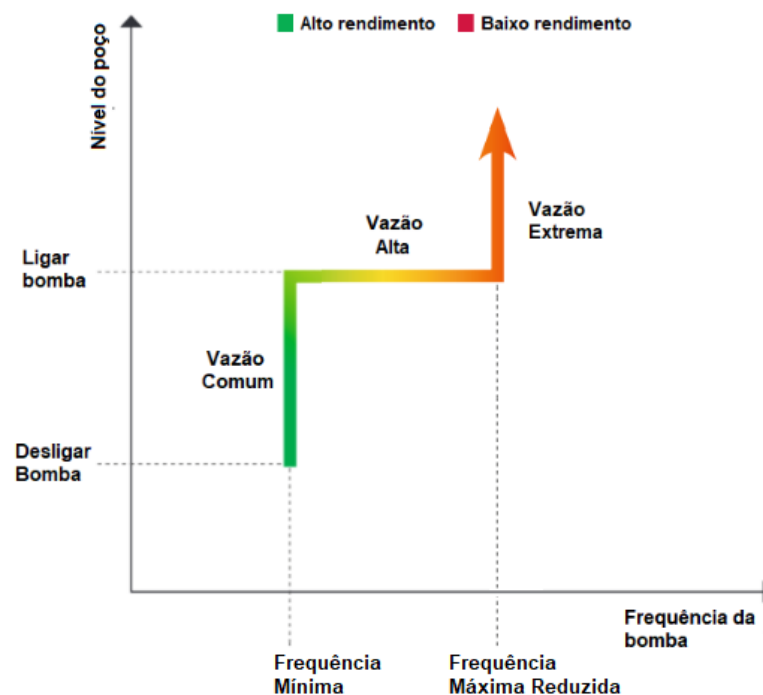 Alto rendimento
Baixo rendimento
Nível do poço
Vazão
Alta
Vazão
Extrema
Ligar
bomba
Vazão
Comum
Desligar
Bomba
Frequência da
bomba
Frequência
Mínima
Frequência
Máxima Reduzida